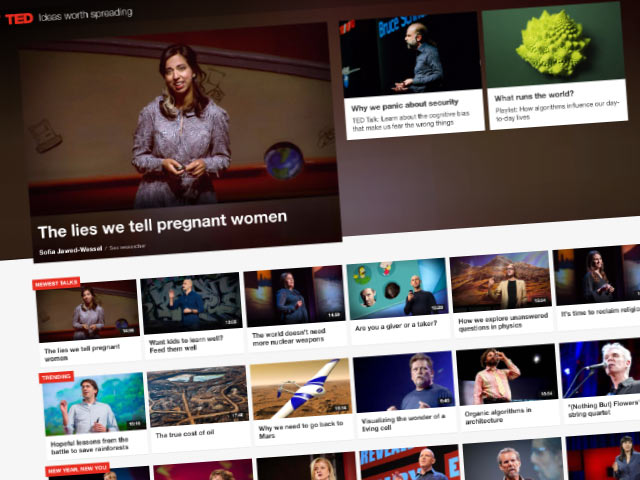 TED Ideas worth spreading
Bruce Schneier
The lies we tell pregnant women
Sofia Jawed-Wessel / Sex researcher
Why we panic about security
TED Talk: Learn about the cognitive bias
that make us fear the wrong things
What runs the world?
Playlist: How algorithms influence our day-
to-day lives
NEWEST TALKS
The lies we tell pregnant
women
Want kids to learn well?
Feed them well
The world doesn't need
more nuclear weapons
14:39
Are you a giver or a taker?
How we explore unanswered
questions in physics
It's time to reclaim religion
TRENDING
Hopeful lessons from the
battle to save rainforests
The true cost of oil
Why we need to go back to
Mars
Visualizing the wonder of a
living cell
Organic algorithms in
architecture
"(Nothing But) Flowers"
string quartet
NEW YEAR, NEW YOU